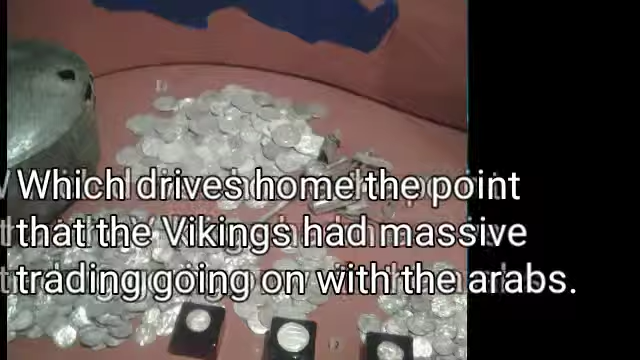 Which drives home the point
that the Vikings had massive
trading going on with the arabs.